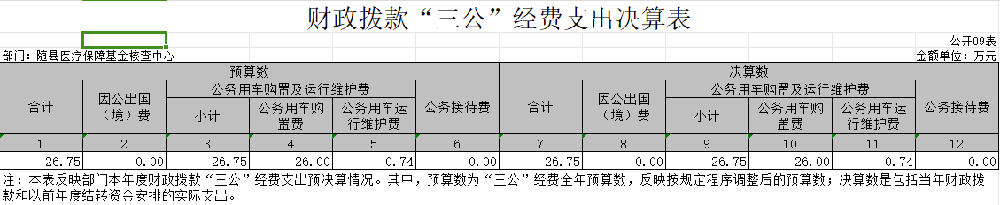 财政拨款“三公”经费支出决算表
公开09表
部门：随县医疗保障基金核查中心 金额单位：万元
预算数 决算数
合计 因公出国（境）费 公务用车购置及运行维护费 公务接待费 合计 因公出国（境）费 公务用车购置及运行维护费 公务接待费
小计 公务用车购置费 公务用车运行维护费 小计 公务用车购置费 公务用车运行维护费
1 2 3 4 5 6 7 8 9 10 11 12
26.75 0.00 26.75 26.00 0.74 0.00 26.75 0.00 26.75 26.00 0.74 0.00
注：本表反映部门本年度财政拨款“三公”经费支出预决算情况。其中，预算数为“三公”经费全年预算数，反映按规定程序调整后的预算数；决算数是包括当年财政拨
款和以前年度结转资金安排的实际支出。